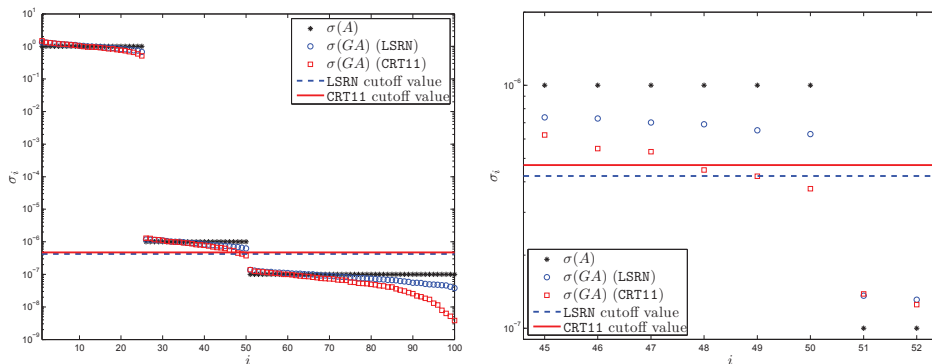 10^1
10^0
10^-1
10^-2
10^-3
10^-4
10^-5
10^-6
10^-7
10^-8
10^-9
σ_i
0 10 20 30 40 50 60 70 80 90 100
i
σ(A)
σ(GA) (LSRN)
σ(GA) (CRT11)
LSRN cutoff value
CRT11 cutoff value
10^-6
10^-7
σ_i
45 46 47 48 49 50 51 52
i
σ(A)
σ(GA) (LSRN)
σ(GA) (CRT11)
LSRN cutoff value
CRT11 cutoff value